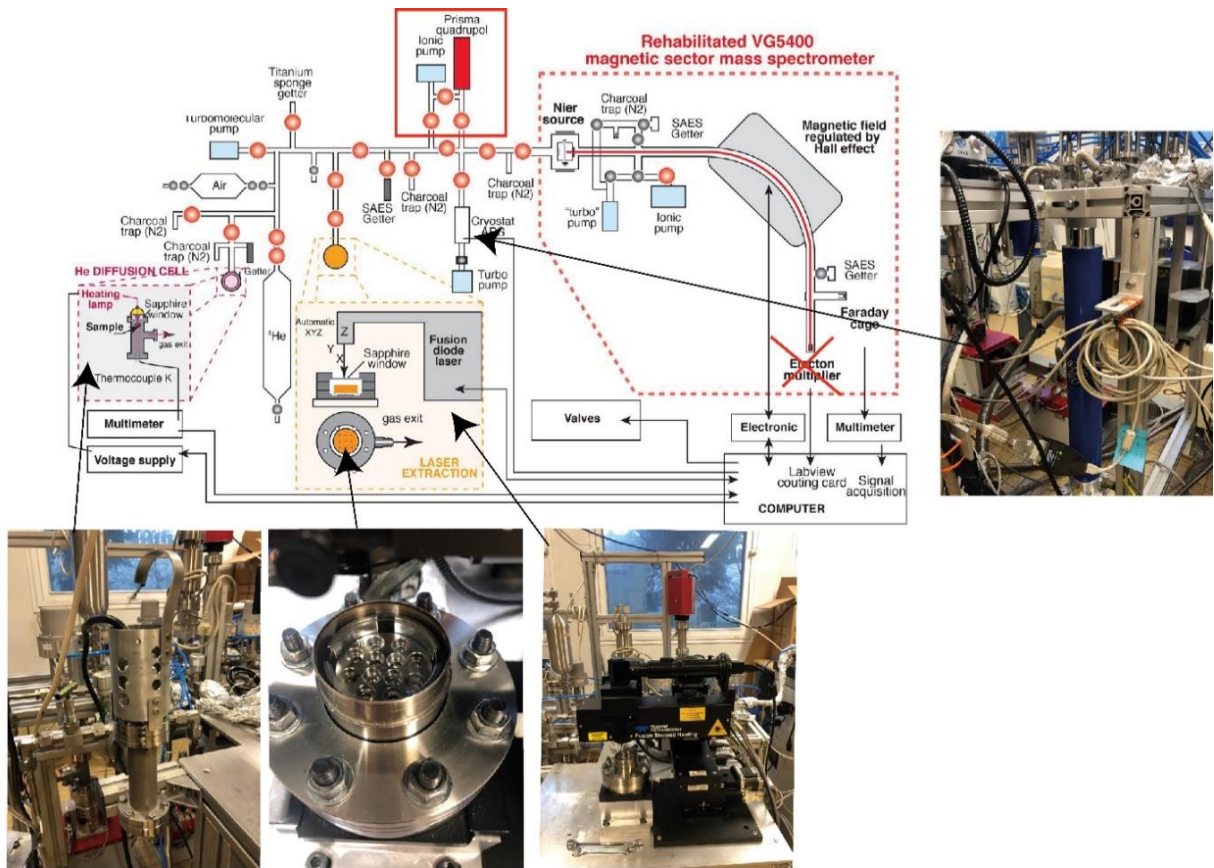 Prisma
quadrupol
Ionic
pump
Rehabilitated VG5400
magnetic sector mass spectrometer
Titanium
sponge
getter
Turbomolecular
pump
Air
Charcoal
trap (N2)
Charcoal
trap (N2)
Getter
SAES
Getter
Charcoal
trap (N2)
Cryostat
Turbo
pump
Charcoal
trap (N2)
Nier
source
Charcoal
trap (N2)
SAES
Getter
Magnetic field
regulated by
Hall effect
"turbo"
pump
Ionic
pump
SAES
Getter
Faraday
cage
multiplier
He DIFFUSION CELL
Heating
lamp
Sapphire
window
Sample
gas exit
Thermocouple K
⁴He
Multimeter
Voltage supply
Automatic
XYZ
Z
Y
X
Sapphire
window
Fusion
diode
laser
gas exit
LASER
EXTRACTION
Valves
Electronic
Multimeter
Labview
couting card
Signal
acquisition
COMPUTER
Fusion Elevated Heating